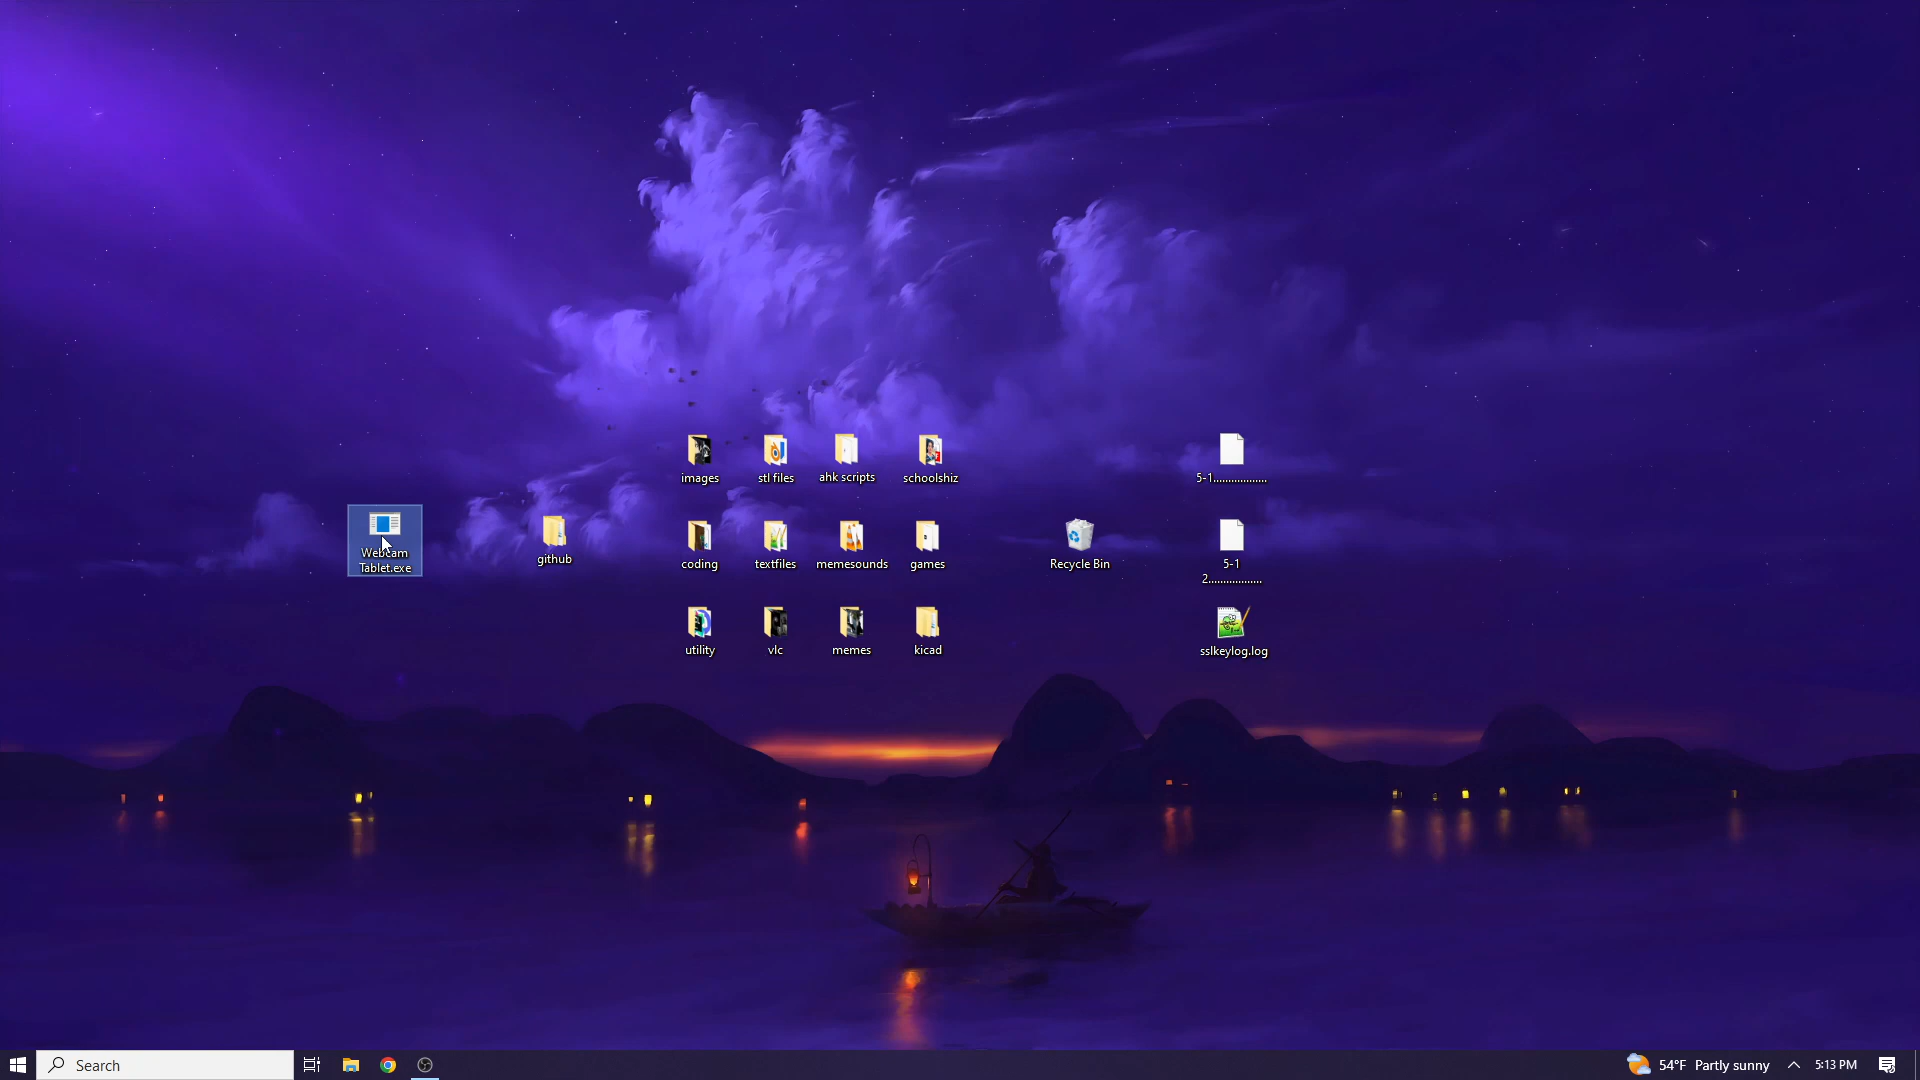 images
stl files
ahk scripts
schoolshiz
5-1..................
Webcam
Tablet.exe
github
coding
textfiles
memesounds
games
Recycle Bin
5-1
2..................
utility
vlc
memes
kicad
sslkeylog.log
Search
54°F Partly sunny
5:13 PM